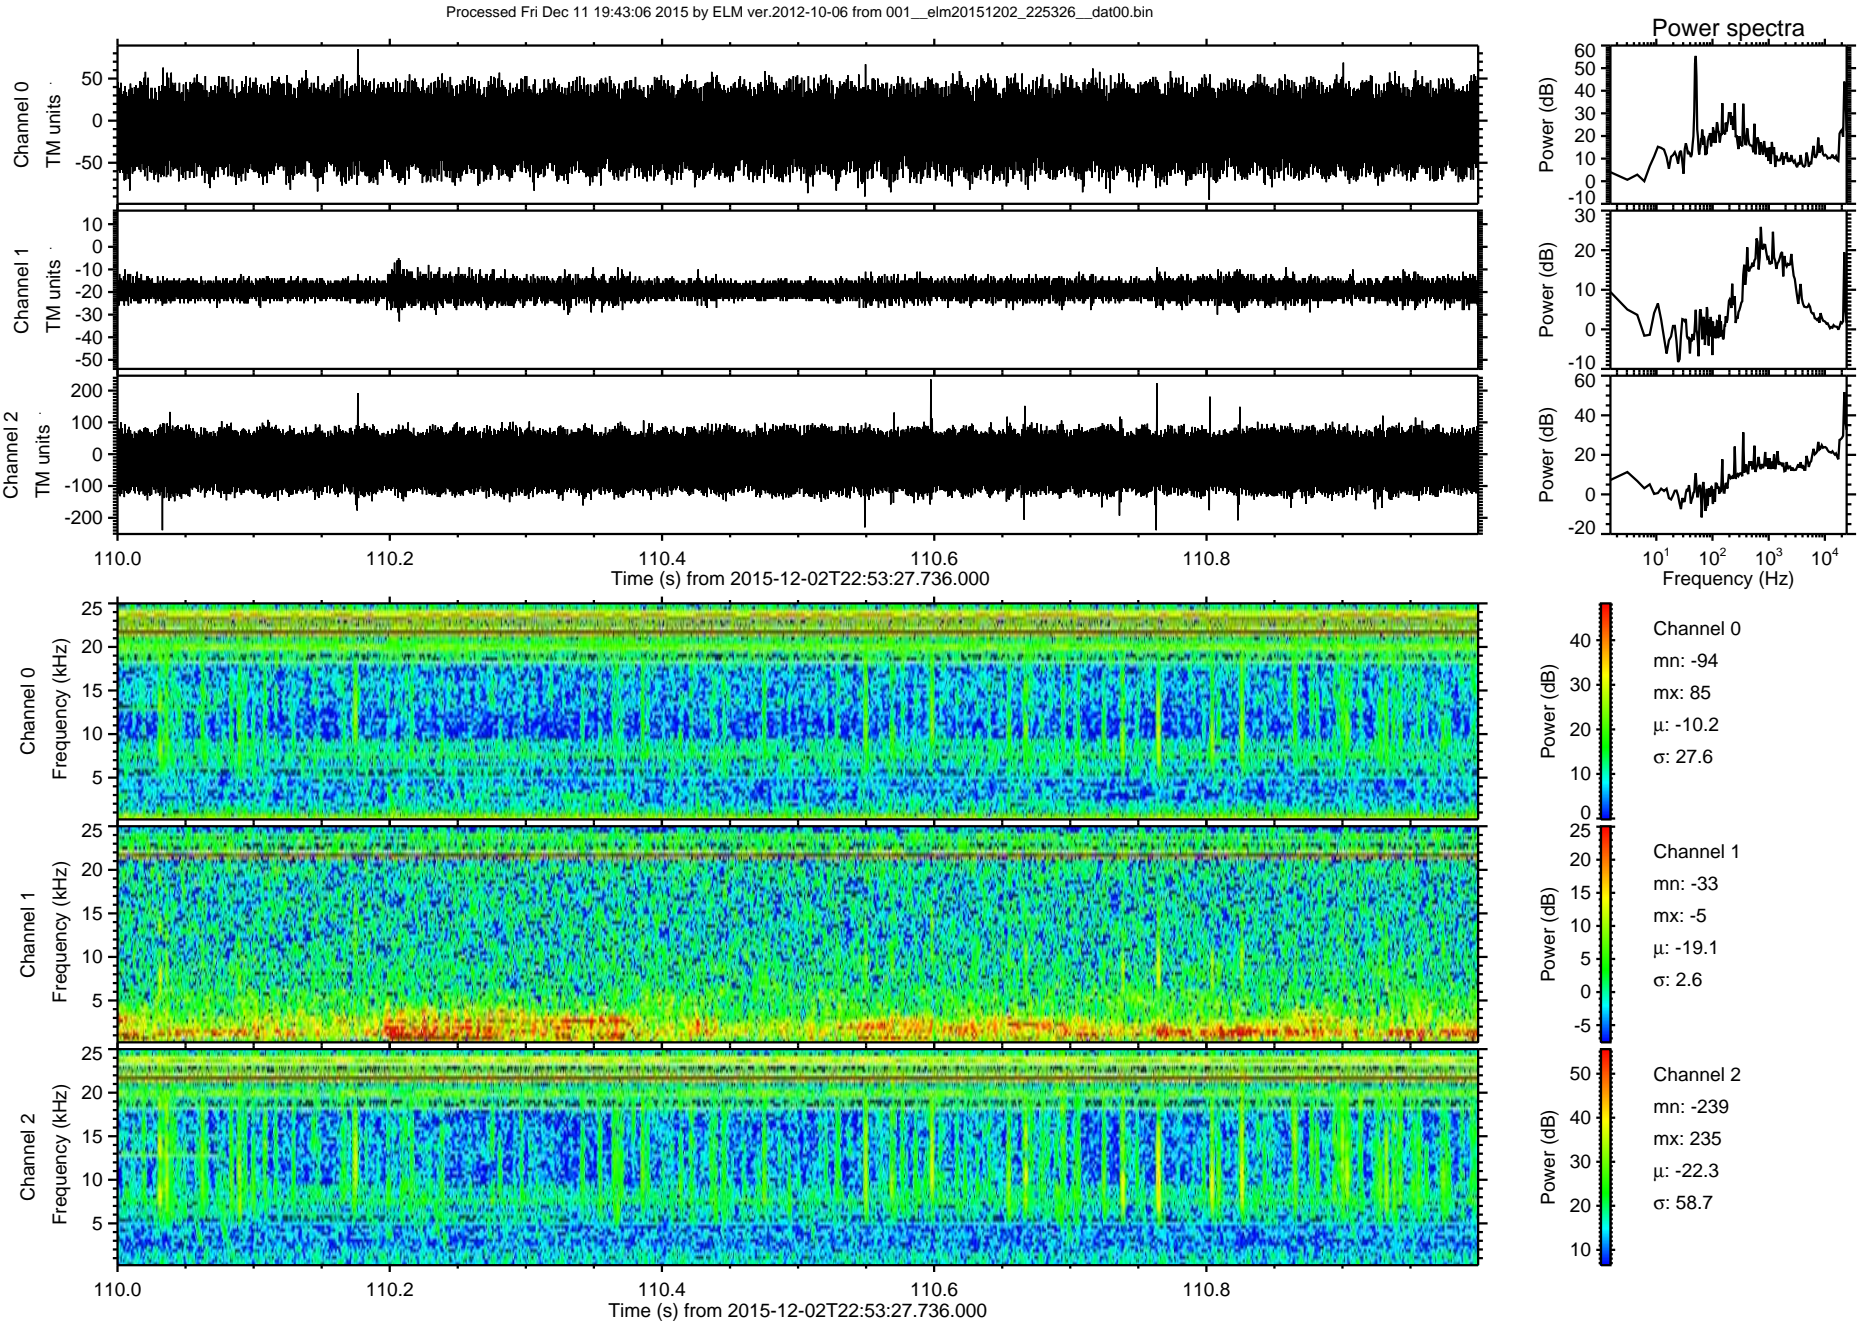 Processed Fri Dec 11 19:43:06 2015 by ELM ver.2012-10-06 from 001__elm20151202_225326__dat00.bin
Power spectra
Channel 0
TM units
50
0
-50
Power (dB)
60
50
40
30
20
10
0
-10
Channel 1
TM units
10
0
-10
-20
-30
-40
-50
Power (dB)
30
20
10
0
-10
Channel 2
TM units
200
100
0
-100
-200
Power (dB)
60
40
20
0
-20
110.0 110.2 110.4 110.6 110.8
Time (s) from 2015-12-02T22:53:27.736.000
10^1 10^2 10^3 10^4
Frequency (Hz)
Channel 0
Frequency (kHz)
25
20
15
10
5
Power (dB)
40
30
20
10
0
Channel 0
mn: -94
mx: 85
μ: -10.2
σ: 27.6
Channel 1
Frequency (kHz)
25
20
15
10
5
Power (dB)
25
20
15
10
5
0
-5
Channel 1
mn: -33
mx: -5
μ: -19.1
σ: 2.6
Channel 2
Frequency (kHz)
25
20
15
10
5
Power (dB)
50
40
30
20
10
Channel 2
mn: -239
mx: 235
μ: -22.3
σ: 58.7
110.0 110.2 110.4 110.6 110.8
Time (s) from 2015-12-02T22:53:27.736.000